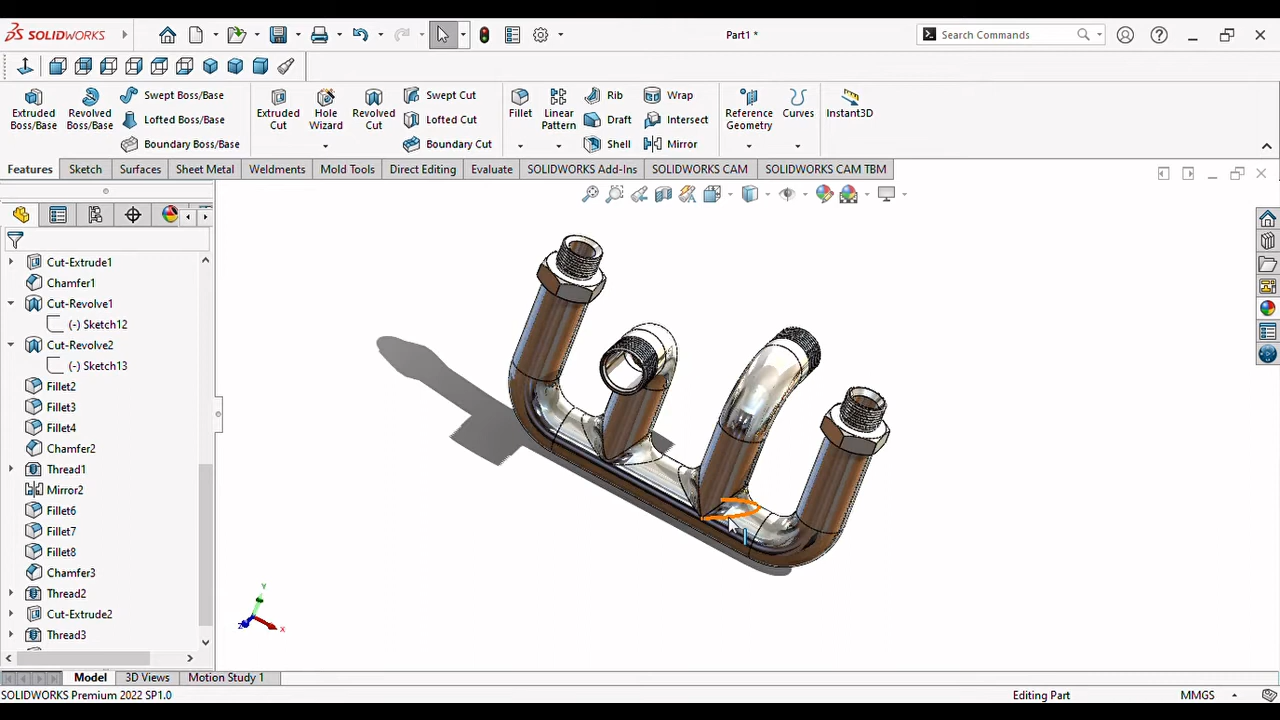 SOLIDWORKS
Part1 *
Search Commands
Extruded Boss/Base
Revolved Boss/Base
Swept Boss/Base
Lofted Boss/Base
Boundary Boss/Base
Extruded Cut
Hole Wizard
Revolved Cut
Swept Cut
Lofted Cut
Boundary Cut
Fillet
Linear Pattern
Rib
Draft
Shell
Wrap
Intersect
Mirror
Reference Geometry
Curves
Instant3D
Features
Sketch
Surfaces
Sheet Metal
Weldments
Mold Tools
Direct Editing
Evaluate
SOLIDWORKS Add-Ins
SOLIDWORKS CAM
SOLIDWORKS CAM TBM
Cut-Extrude1
Chamfer1
Cut-Revolve1
(-) Sketch12
Cut-Revolve2
(-) Sketch13
Fillet2
Fillet3
Fillet4
Chamfer2
Thread1
Mirror2
Fillet6
Fillet7
Fillet8
Chamfer3
Thread2
Cut-Extrude2
Thread3
Y
X
Z
Model
3D Views
Motion Study 1
SOLIDWORKS Premium 2022 SP1.0
Editing Part
MMGS